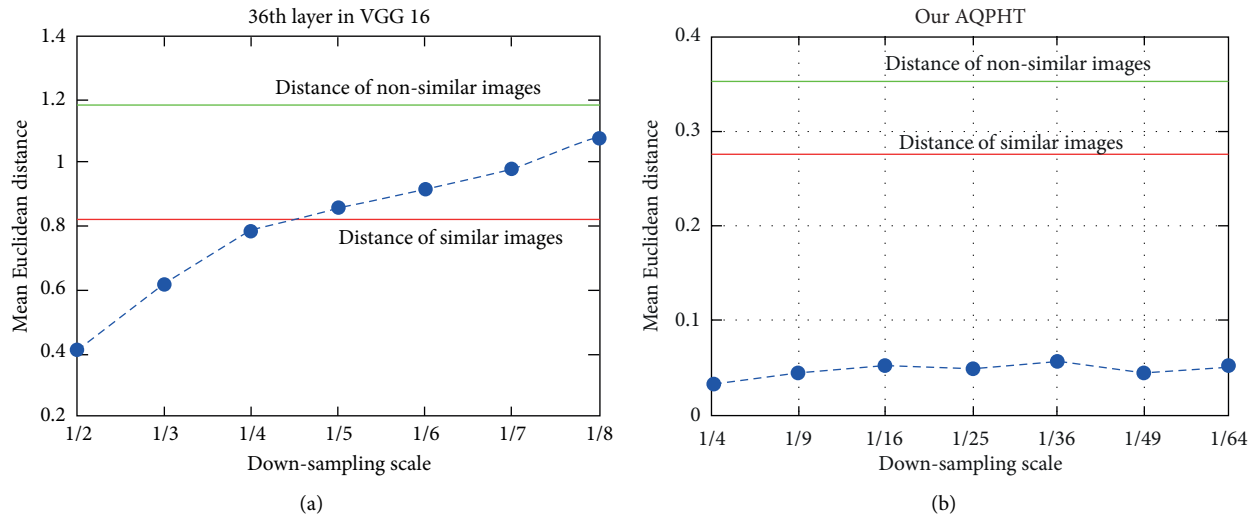 36th layer in VGG 16
1.4
1.2
1
0.8
0.6
0.4
0.2
Mean Euclidean distance
Distance of non-similar images
Distance of similar images
1/2 1/3 1/4 1/5 1/6 1/7 1/8
Down-sampling scale
(a)
Our AQPHT
0.4
0.3
0.2
0.1
0
Mean Euclidean distance
Distance of non-similar images
Distance of similar images
1/4 1/9 1/16 1/25 1/36 1/49 1/64
Down-sampling scale
(b)